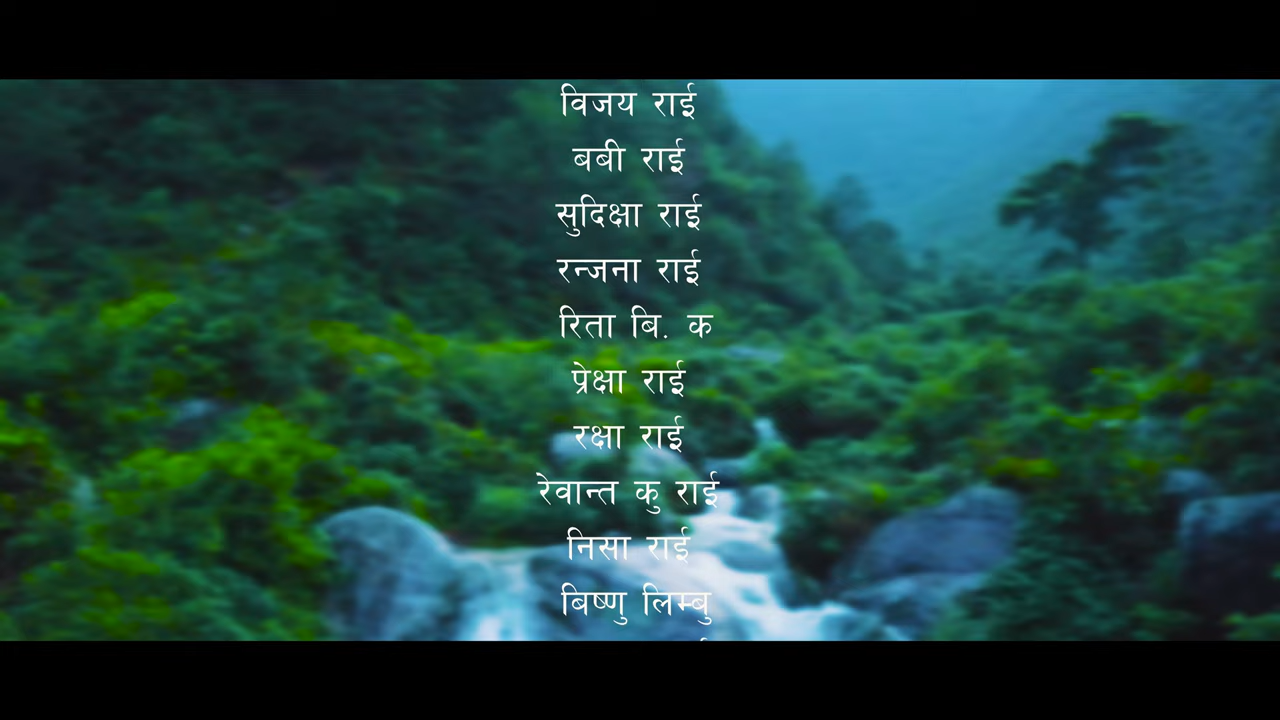 विजय राई
बबी राई
सुदिक्षा राई
रन्जना राई
रिता बि. क
प्रेक्षा राई
रक्षा राई
रेवान्त कु राई
निसा राई
बिष्णु लिम्बु